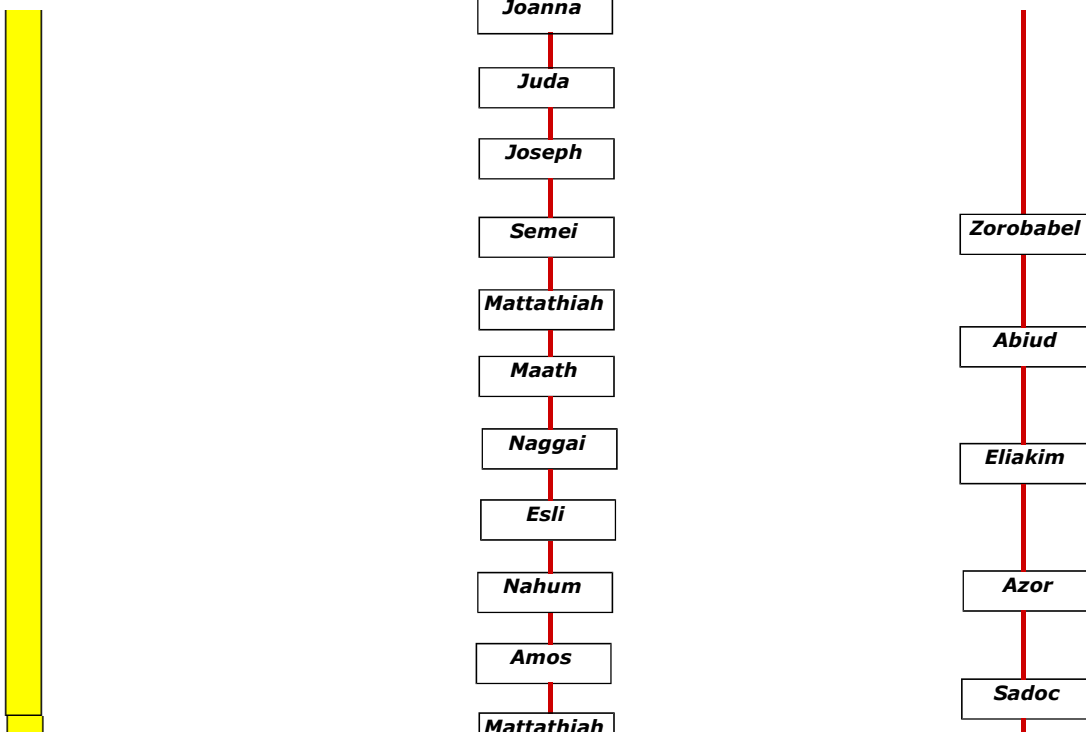 Joanna
Juda
Joseph
Semei
Mattathiah
Maath
Naggai
Esli
Nahum
Amos
Mattathiah
Zorobabel
Abiud
Eliakim
Azor
Sadoc